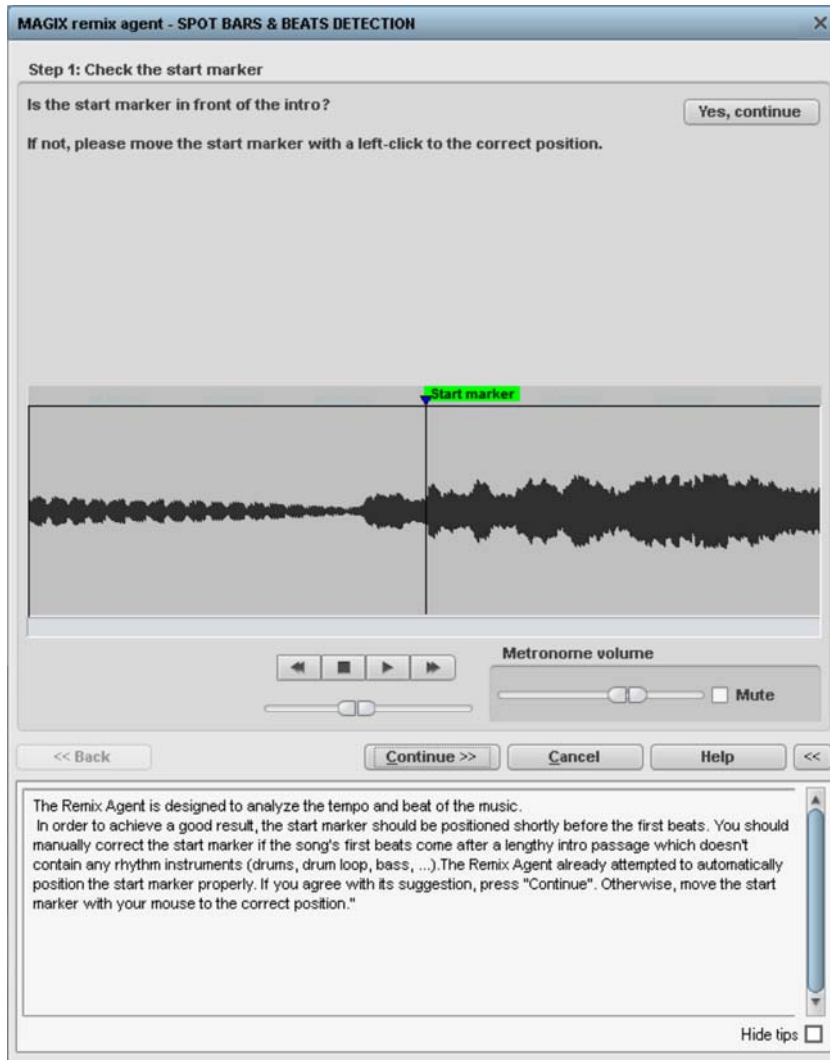 MAGIX remix agent - SPOT BARS & BEATS DETECTION
Step 1: Check the start marker
Is the start marker in front of the intro?
Yes, continue
If not, please move the start marker with a left-click to the correct position.
Start marker
Metronome volume
Mute
<< Back
Continue >>
Cancel
Help
<<
The Remix Agent is designed to analyze the tempo and beat of the music.
In order to achieve a good result, the start marker should be positioned shortly before the first beats. You should
manually correct the start marker if the song's first beats come after a lengthy intro passage which doesn't
contain any rhythm instruments (drums, drum loop, bass, ...).The Remix Agent already attempted to automatically
position the start marker properly. If you agree with its suggestion, press "Continue". Otherwise, move the start
marker with your mouse to the correct position."
Hide tips